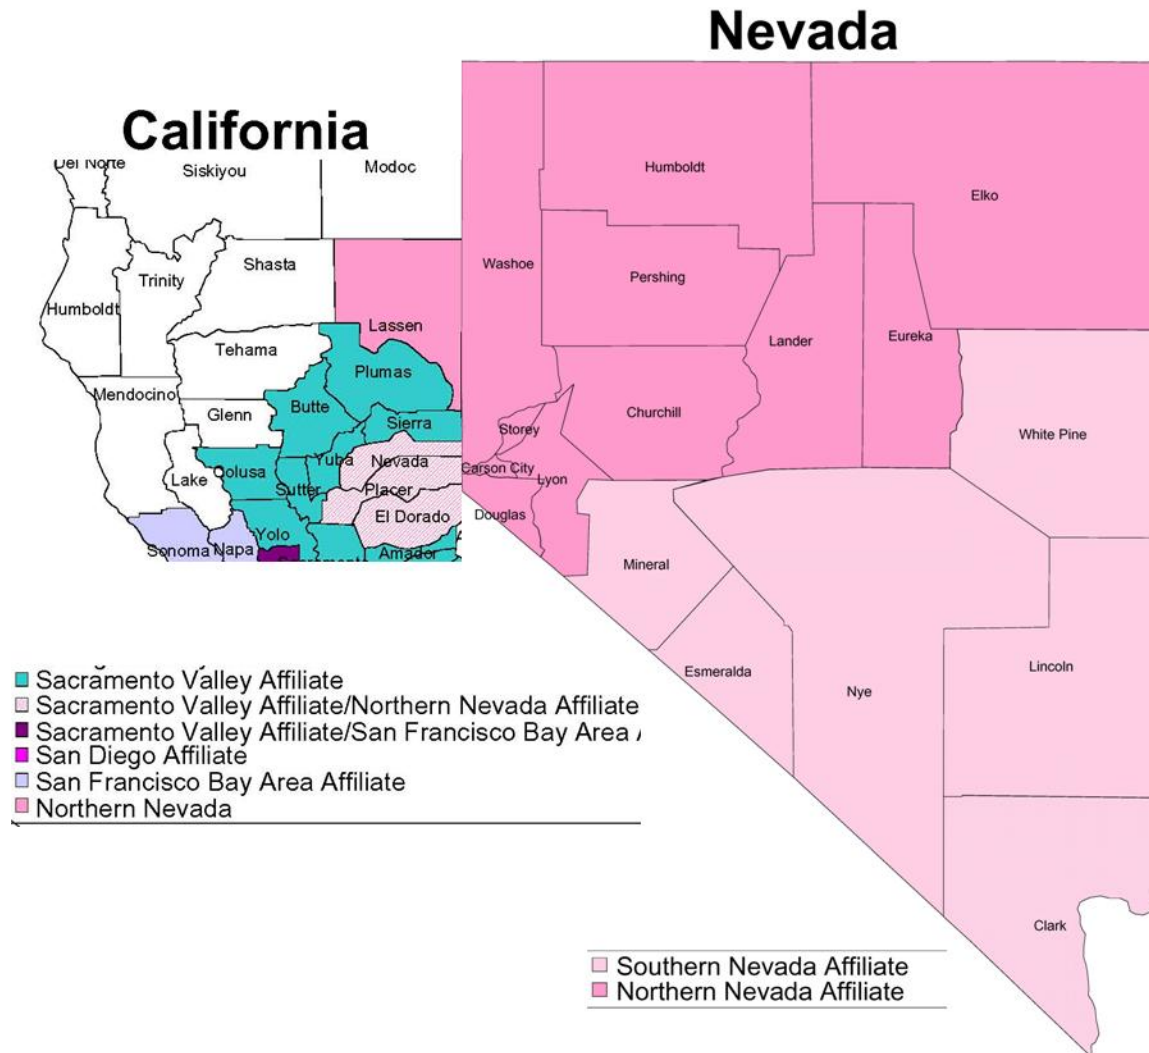 Nevada
California
Del Norte
Siskiyou
Modoc
Humboldt
Elko
Washoe
Pershing
Shasta
Trinity
Humboldt
Lassen
Lander
Eureka
Tehama
Plumas
Mendocino
Butte
Glenn
Churchill
Sierra
Storey
White Pine
Yuba
Nevada
Carson City
Lyon
Lake
Colusa
Sutter
Placer
El Dorado
Douglas
Yolo
Sonoma
Napa
Amador
Mineral
Esmeralda
Nye
Lincoln
Clark
Sacramento Valley Affiliate
Sacramento Valley Affiliate/Northern Nevada Affiliate
Sacramento Valley Affiliate/San Francisco Bay Area
San Diego Affiliate
San Francisco Bay Area Affiliate
Northern Nevada
Southern Nevada Affiliate
Northern Nevada Affiliate